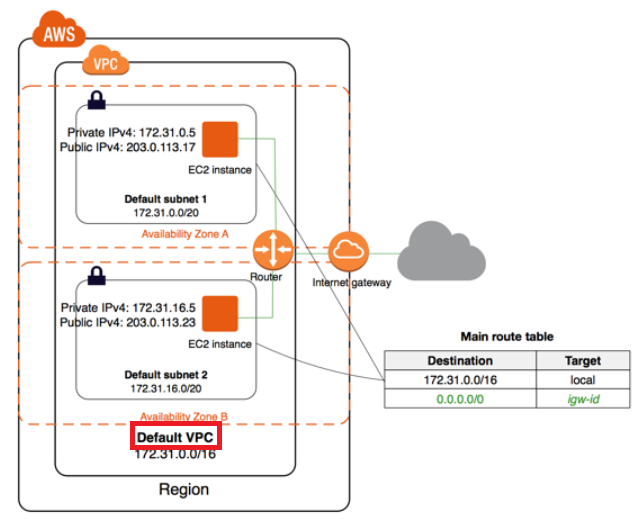 AWS
VPC
Private IPv4: 172.31.0.5
Public IPv4: 203.0.113.17
EC2 instance
Default subnet 1
172.31.0.0/20
Availability Zone A
Router
Internet gateway
Private IPv4: 172.31.16.5
Public IPv4: 203.0.113.23
EC2 instance
Default subnet 2
172.31.16.0/20
Availability Zone B
Default VPC
172.31.0.0/16
Region
Main route table
Destination Target
172.31.0.0/16 local
0.0.0.0/0 igw-id